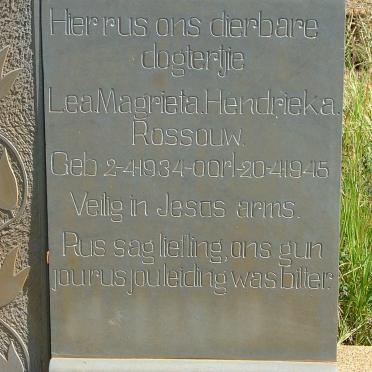 Hier rus ons dierbare
dogtertjie
Lea.Magrieta.Hendrieka.
Rossouw.
Geb 2-4-1934-oorl-20-4-1945
Veilig in Jesos arms.
Rus sag liefling, ons gun
jou rus jou leiding was bitter.